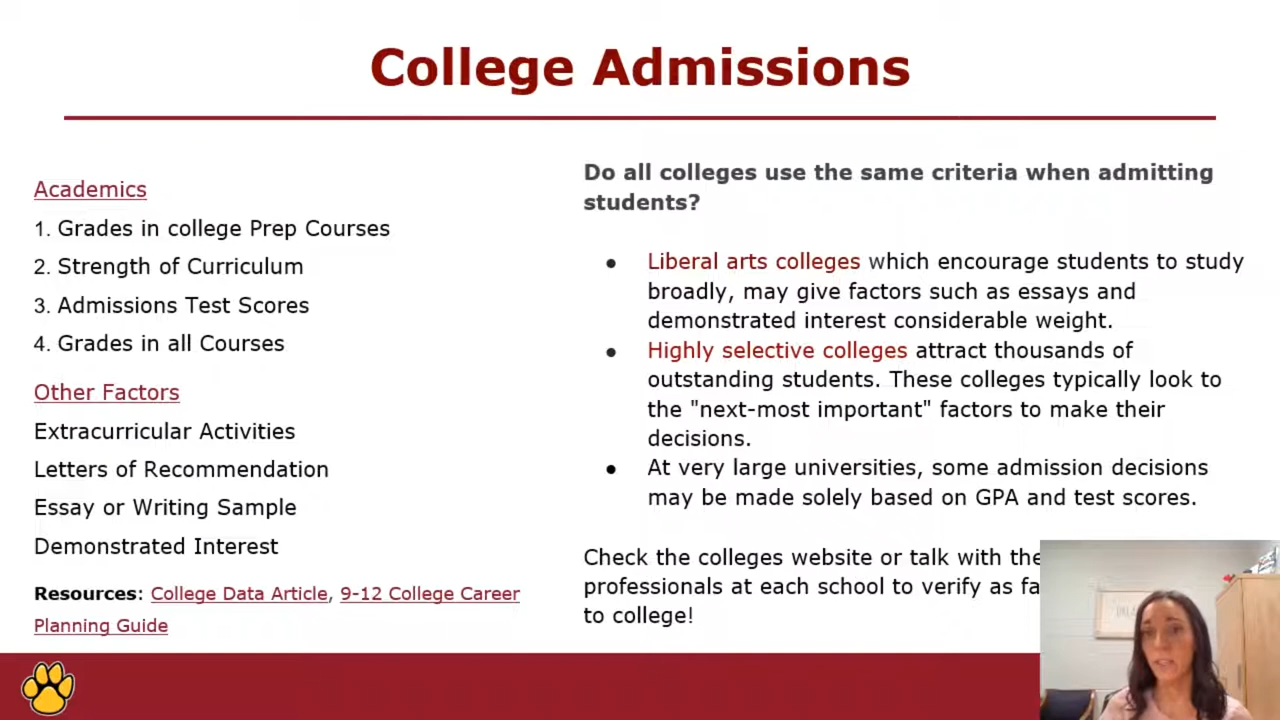 College Admissions
Academics
1. Grades in college Prep Courses
2. Strength of Curriculum
3. Admissions Test Scores
4. Grades in all Courses
Other Factors
Extracurricular Activities
Letters of Recommendation
Essay or Writing Sample
Demonstrated Interest
Resources: College Data Article, 9-12 College Career
Planning Guide
Do all colleges use the same criteria when admitting
students?
● Liberal arts colleges which encourage students to study
broadly, may give factors such as essays and
demonstrated interest considerable weight.
● Highly selective colleges attract thousands of
outstanding students. These colleges typically look to
the "next-most important" factors to make their
decisions.
● At very large universities, some admission decisions
may be made solely based on GPA and test scores.
Check the colleges website or talk with the
professionals at each school to verify as
to college!